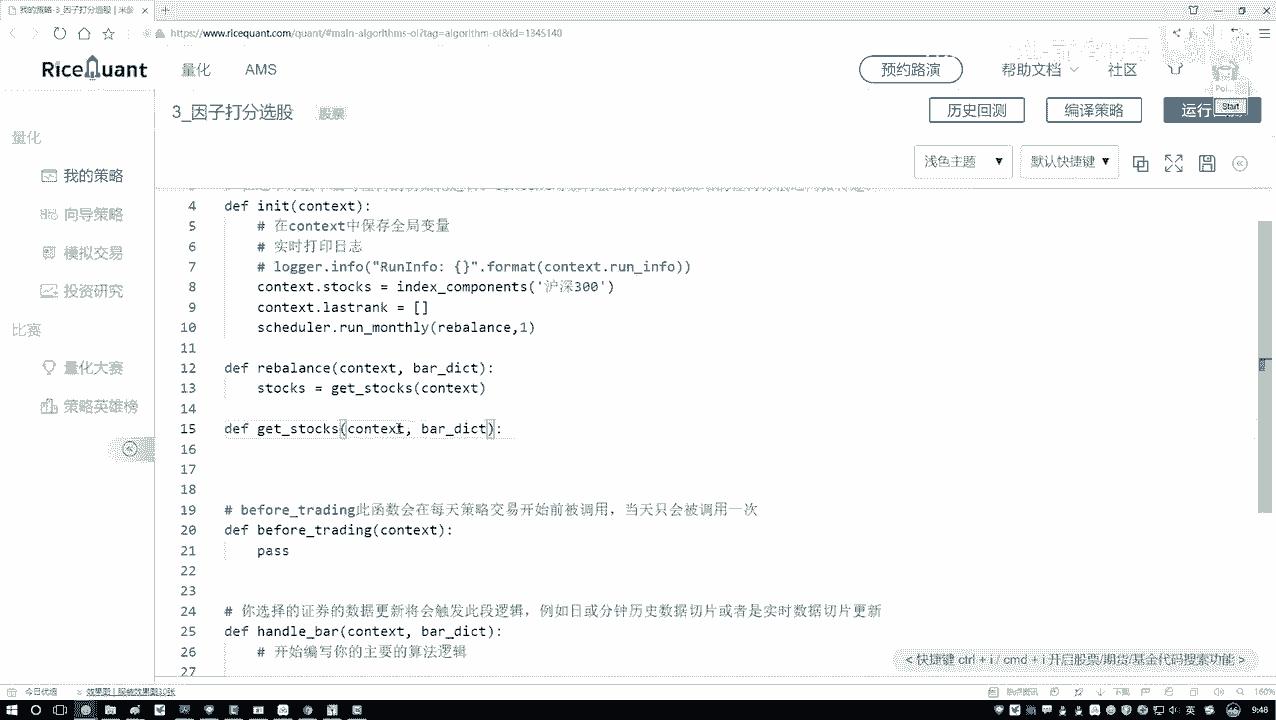 我的策略-3_因子打分选股 | 米筐
https://www.ricequant.com/quant/#main-algorithms-ol?tag=algorithm-ol&id=1345140
RiceQuant 量化 AMS 预约路演 帮助文档 社区
3_因子打分选股 股票 历史回测 编译策略 运行回测 Start
浅色主题 默认快捷键
量化
我的策略
向导策略
模拟交易
投资研究
比赛
量化大赛
策略英雄榜
4 def init(context):
5 # 在context中保存全局变量
6 # 实时打印日志
7 # logger.info("RunInfo: {}".format(context.run_info))
8 context.stocks = index_components('沪深300')
9 context.lastrank = []
10 scheduler.run_monthly(rebalance,1)
11
12 def rebalance(context, bar_dict):
13 stocks = get_stocks(context)
14
15 def get_stocks(context, bar_dict):
16
17
18
19 # before_trading此函数会在每天策略交易开始前被调用，当天只会被调用一次
20 def before_trading(context):
21 pass
22
23
24 # 你选择的证券的数据更新将会触发此段逻辑，例如日或分钟历史数据切片或者是实时数据切片更新
25 def handle_bar(context, bar_dict):
26 # 开始编写你的主要的算法逻辑
27
< 快捷键 ctrl + i / cmd + i 开启股票/期货/基金代码搜索功能 >
今日优选
下载 160%
英 9:46